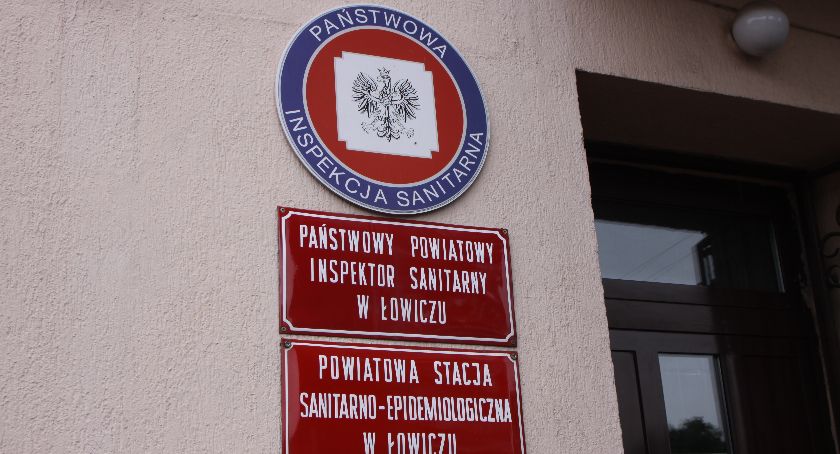 PAŃSTWOWA
INSPEKCJA SANITARNA
PAŃSTWOWY POWIATOWY
INSPEKTOR SANITARNY
W ŁOWICZU
POWIATOWA STACJA
SANITARNO-EPIDEMIOLOGICZNA
W ŁOWICZU